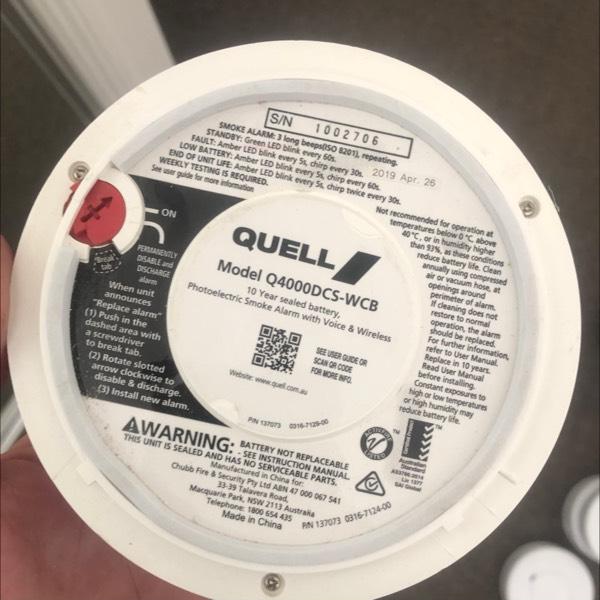 S/N 1002706
2019 Apr. 26
SMOKE ALARM: 3 long beeps(ISO 8201), repeating.
STANDBY: Green LED blink every 60s.
FAULT: Amber LED blink every 5s, chirp every 60s.
LOW BATTERY: Amber LED blink every 5s, chirp every 30s.
END OF UNIT LIFE: Amber LED blink every 5s, chirp twice every 30s.
WEEKLY TESTING IS REQUIRED.
See user guide for more information
ON
PERMANENTLY
DISABLE and
DISCHARGE
alarm
"Break
tab
When unit
announces
"Replace alarm"
(1) Push in the
dashed area with
a screwdriver
to break tab.
(2) Rotate slotted
arrow clockwise to
disable & discharge.
(3) Install new alarm.
QUELL
Model Q4000DCS-WCB
10 Year sealed battery,
Photoelectric Smoke Alarm with Voice & Wireless
SEE USER GUIDE OR
SCAN QR CODE
FOR MORE INFO.
Website: www.quell.com.au
P/N 137073 0316-7129-00
Not recommended for operation at
temperatures below 0 °C, above
40°C, or in humidity higher
than 93%, as these conditions
reduce battery life. Clean
annually using compressed
air or vacuum hose, at
openings around
perimeter of alarm.
If cleaning does not
restore to normal
operation, the alarm
should be replaced.
For further information,
refer to User Manual.
Replace in 10 years.
Read User Manual
before installing.
Constant exposures to
high or low temperatures
or high humidity may
reduce battery life.
WARNING: BATTERY NOT REPLACEABLE
- SEE INSTRUCTION MANUAL.
THIS UNIT IS SEALED AND HAS NO SERVICEABLE PARTS.
Manufactured in China for:
Chubb Fire & Security Pty Ltd ABN 47 000 067 541
33-39 Talavera Road,
Macquarie Park, NSW 2113 Australia
Telephone: 1800 654 435
Made in China
P/N 137073 0316-7124-00
TM
TM
Australian
Standard
AS3786:2014
Lic 1377
SAI Global